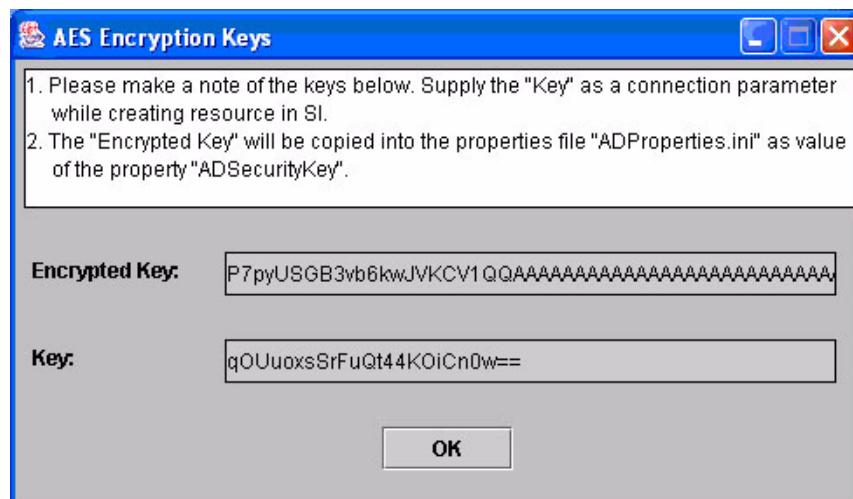 AES Encryption Keys
1. Please make a note of the keys below. Supply the "Key" as a connection parameter
while creating resource in SI.
2. The "Encrypted Key" will be copied into the properties file "ADProperties.ini" as value
of the property "ADSecurityKey".
Encrypted Key: P7pyUSGB3vb6kwJVKCV1QQAAAAAAAAAAAAAAAAAAAAAAAAAA
Key: qOUuoxsSrFuQt44KOiCn0w==
OK